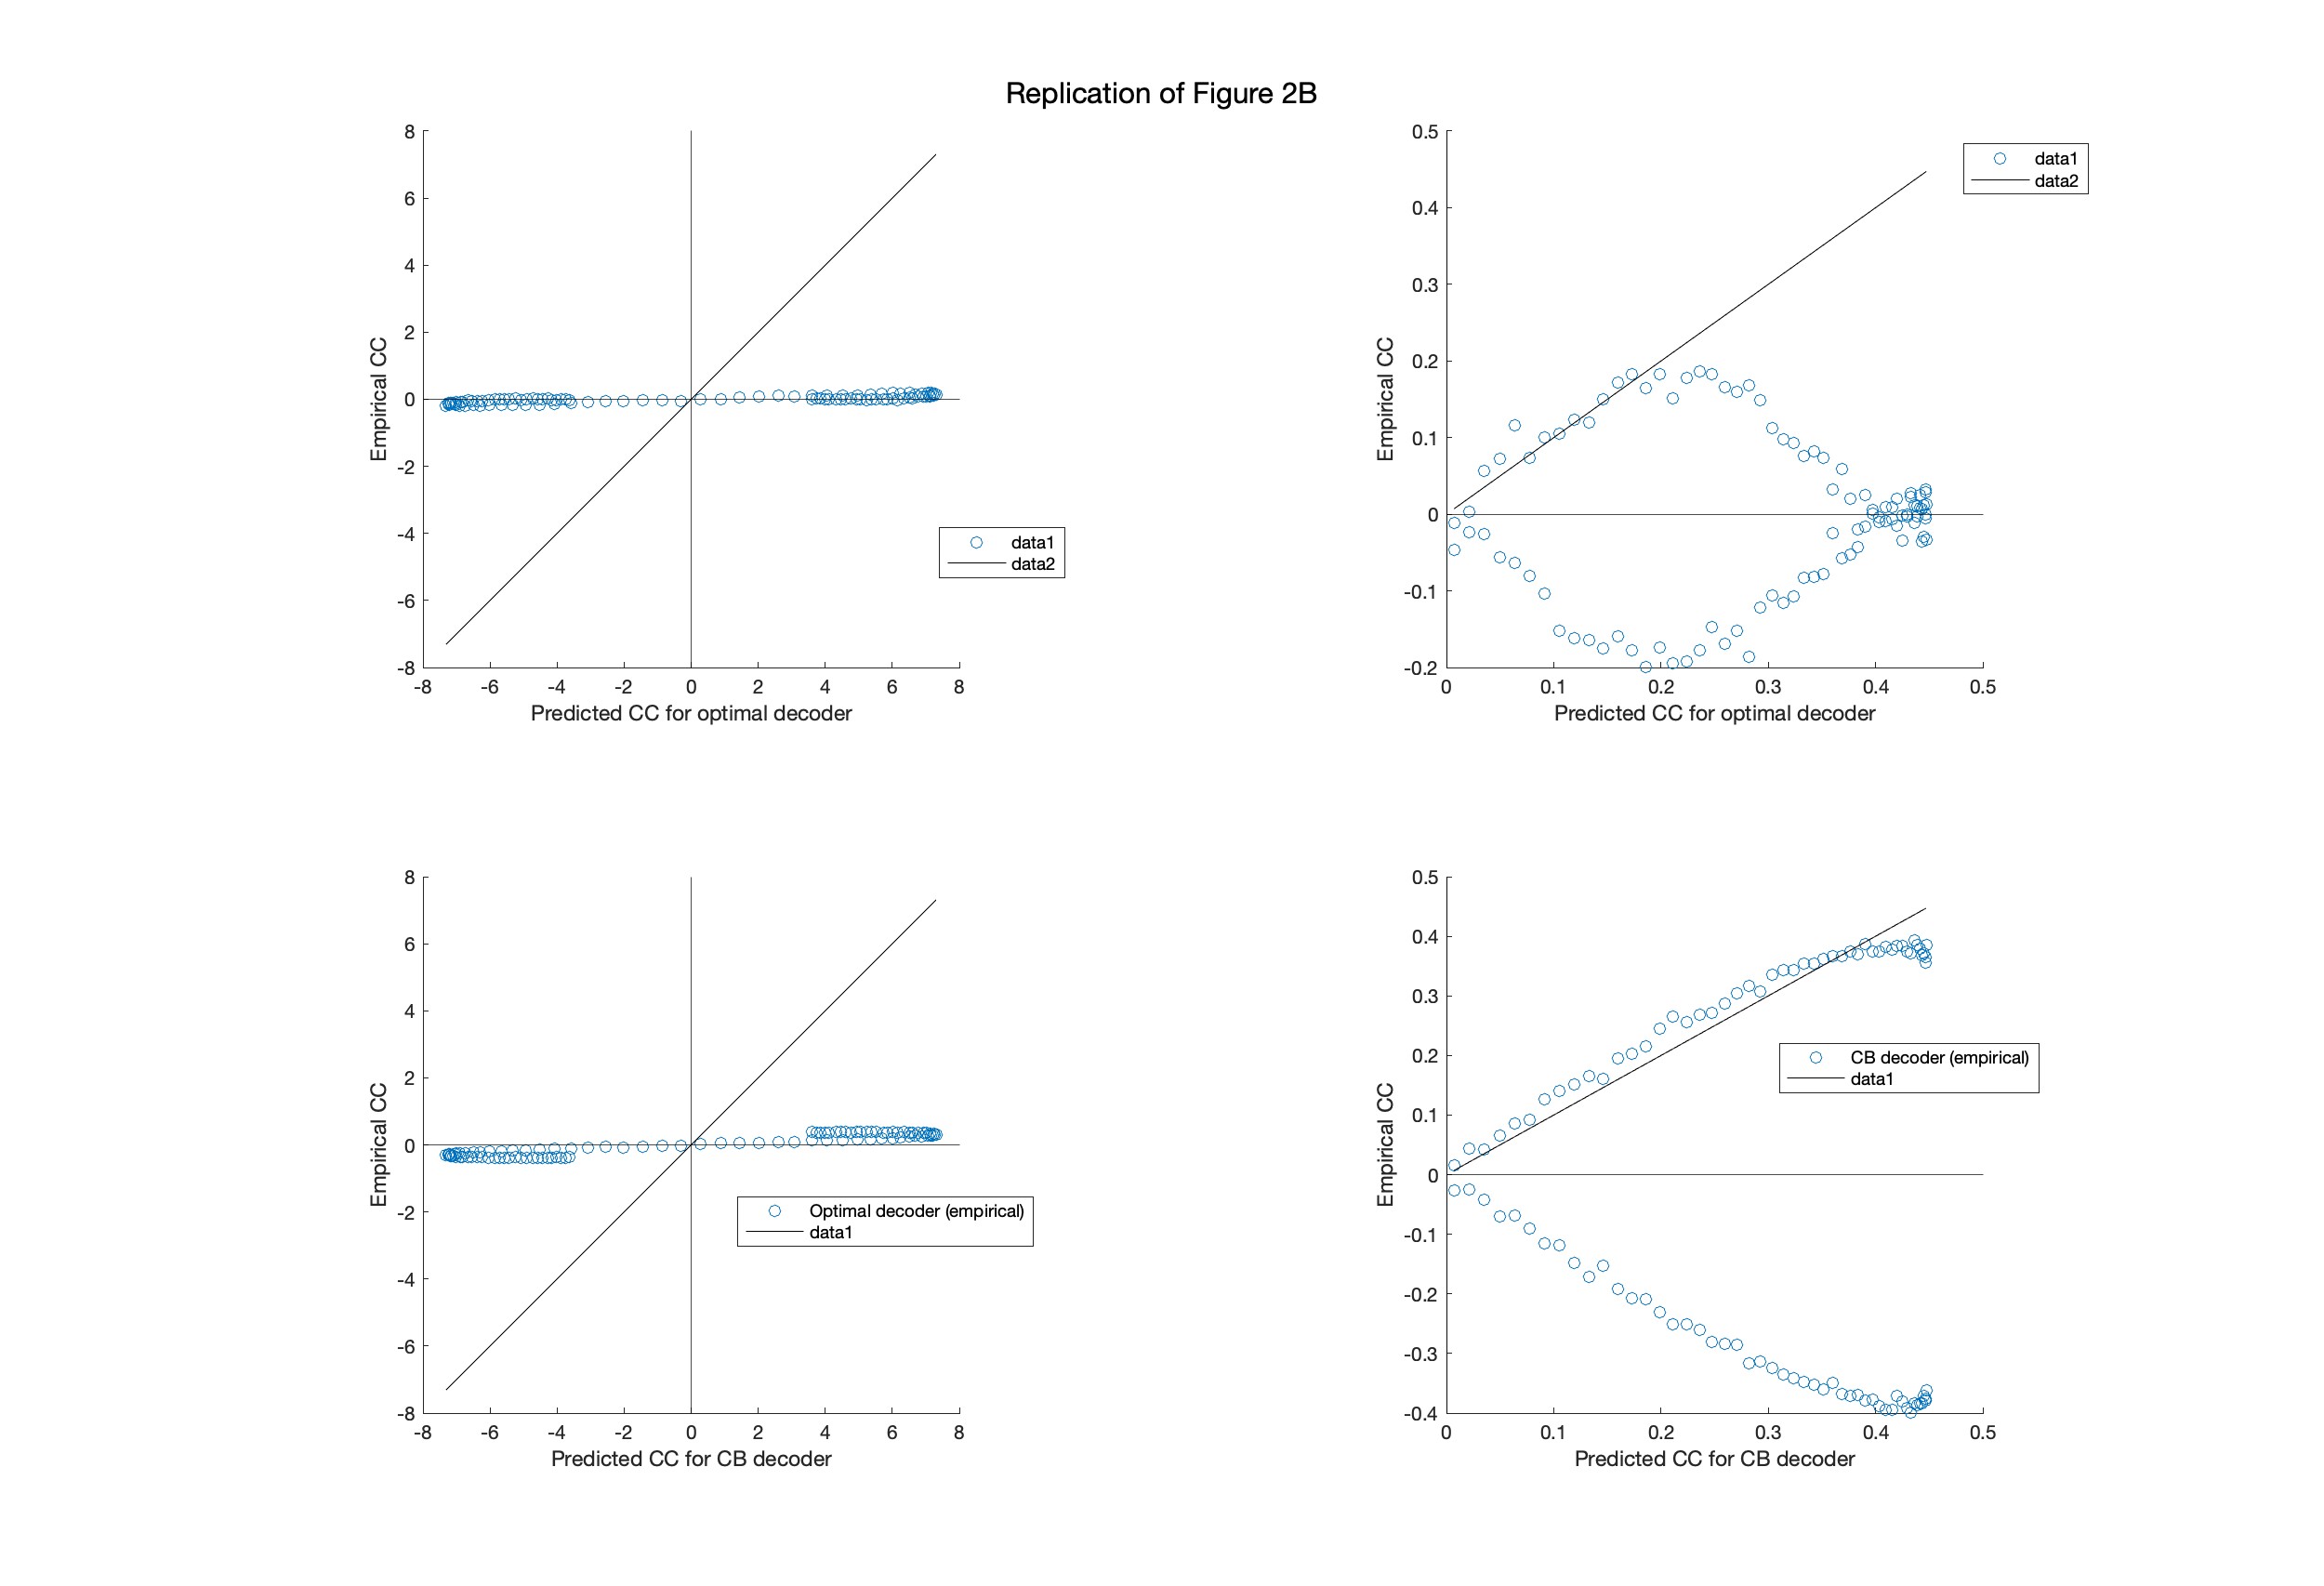 Replication of Figure 2B
8
6
4
2
0
-2
-4
-6
-8
Empirical CC
-8 -6 -4 -2 0 2 4 6 8
Predicted CC for optimal decoder
data1
data2
0.5
0.4
0.3
0.2
0.1
0
-0.1
-0.2
Empirical CC
0 0.1 0.2 0.3 0.4 0.5
Predicted CC for optimal decoder
data1
data2
8
6
4
2
0
-2
-4
-6
-8
Empirical CC
-8 -6 -4 -2 0 2 4 6 8
Predicted CC for CB decoder
Optimal decoder (empirical)
data1
0.5
0.4
0.3
0.2
0.1
0
-0.1
-0.2
-0.3
-0.4
Empirical CC
0 0.1 0.2 0.3 0.4 0.5
Predicted CC for CB decoder
CB decoder (empirical)
data1